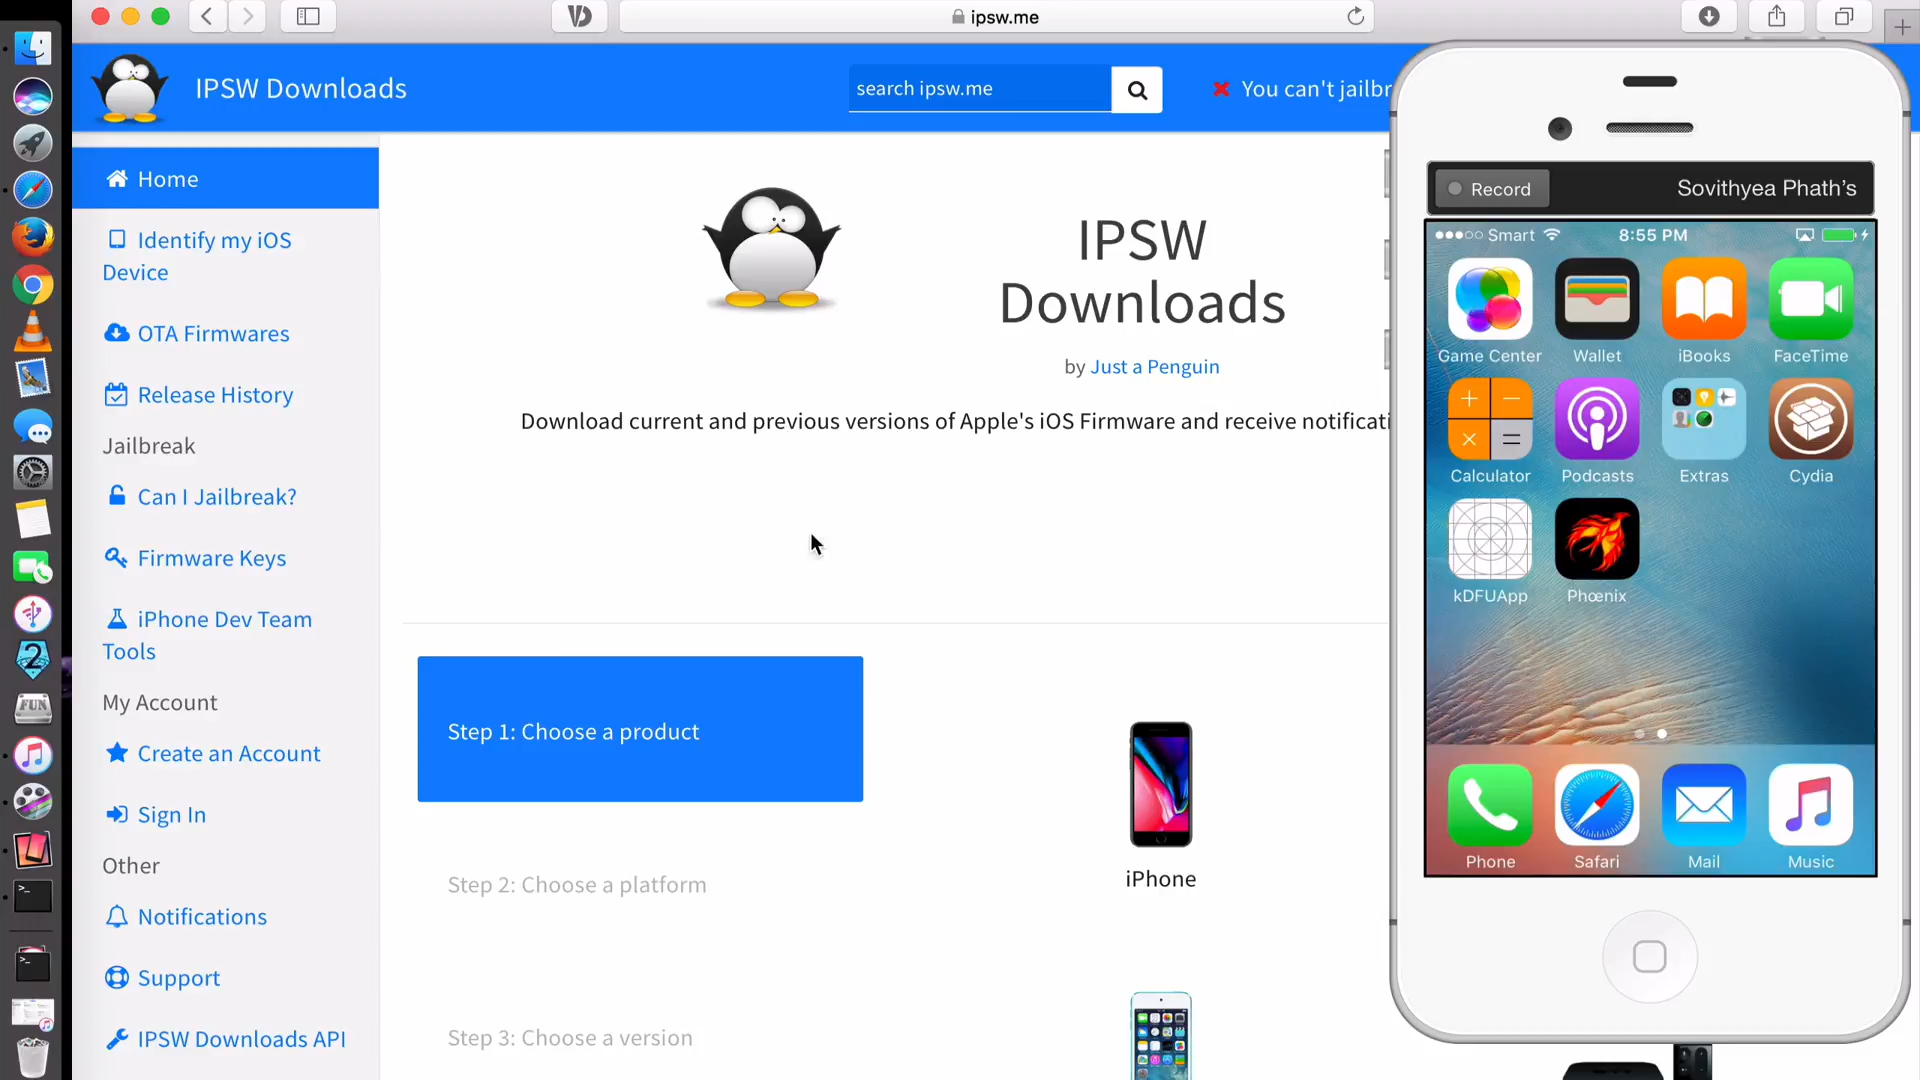 ipsw.me
IPSW Downloads
search ipsw.me
You can't jailbr
Home
Identify my iOS
Device
OTA Firmwares
Release History
Jailbreak
Can I Jailbreak?
Firmware Keys
iPhone Dev Team
Tools
My Account
Create an Account
Sign In
Other
Notifications
Support
IPSW Downloads API
IPSW
Downloads
by Just a Penguin
Download current and previous versions of Apple's iOS Firmware and receive notificati
Step 1: Choose a product
Step 2: Choose a platform
Step 3: Choose a version
iPhone
Record
Sovithyea Phath's
Smart
8:55 PM
Game Center
Wallet
iBooks
FaceTime
Calculator
Podcasts
Extras
Cydia
kDFUApp
Phœnix
Phone
Safari
Mail
Music
2
FUN